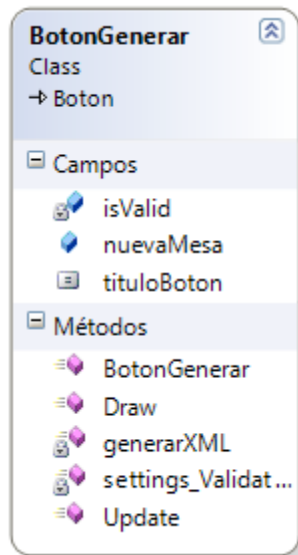 BotonGenerar
Class
Boton
Campos
isValid
nuevaMesa
tituloBoton
Métodos
BotonGenerar
Draw
generarXML
settings_Validat ...
Update